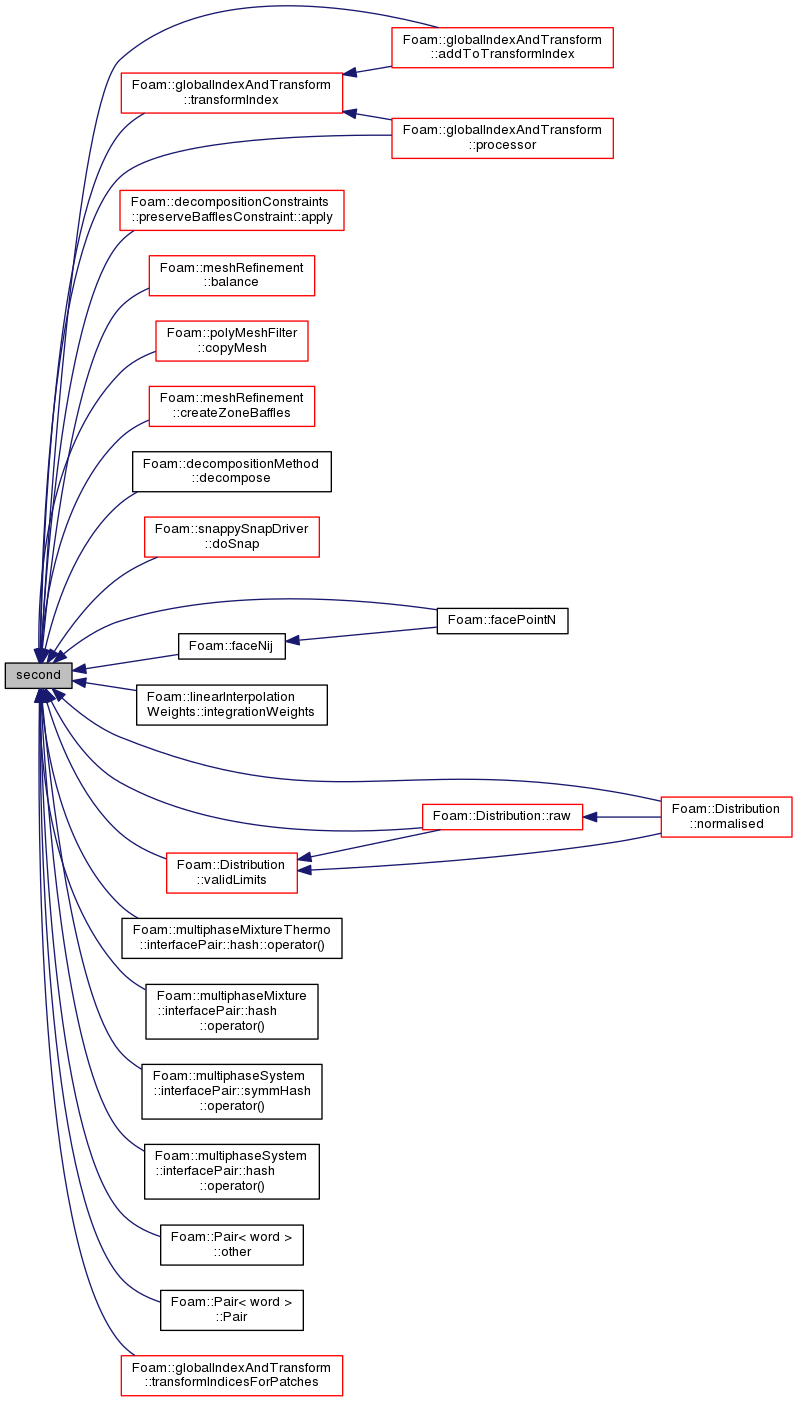 Foam::globalIndexAndTransform
::addToTransformIndex
Foam::globalIndexAndTransform
::transformIndex
Foam::globalIndexAndTransform
::processor
Foam::decompositionConstraints
::preserveBafflesConstraint::apply
Foam::meshRefinement
::balance
Foam::polyMeshFilter
::copyMesh
Foam::meshRefinement
::createZoneBaffles
Foam::decompositionMethod
::decompose
Foam::snappySnapDriver
::doSnap
Foam::facePointN
Foam::faceNij
second
Foam::linearInterpolation
Weights::integrationWeights
Foam::Distribution
::normalised
Foam::Distribution::raw
Foam::Distribution
::validLimits
Foam::multiphaseMixtureThermo
::interfacePair::hash::operator()
Foam::multiphaseMixture
::interfacePair::hash
::operator()
Foam::multiphaseSystem
::interfacePair::symmHash
::operator()
Foam::multiphaseSystem
::interfacePair::hash
::operator()
Foam::Pair< word >
::other
Foam::Pair< word >
::Pair
Foam::globalIndexAndTransform
::transformIndicesForPatches